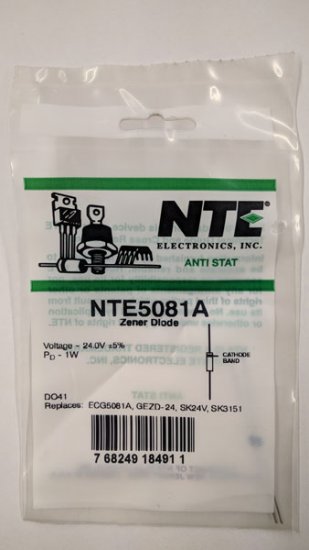 NTE
ELECTRONICS, INC.
ANTI STAT
NTE5081A
Zener Diode
Voltage - 24.0V ±5%
PD - 1W
CATHODE
BAND
DO41
Replaces: ECG5081A, GEZD-24, SK24V, SK3151
7 68249 18491 1